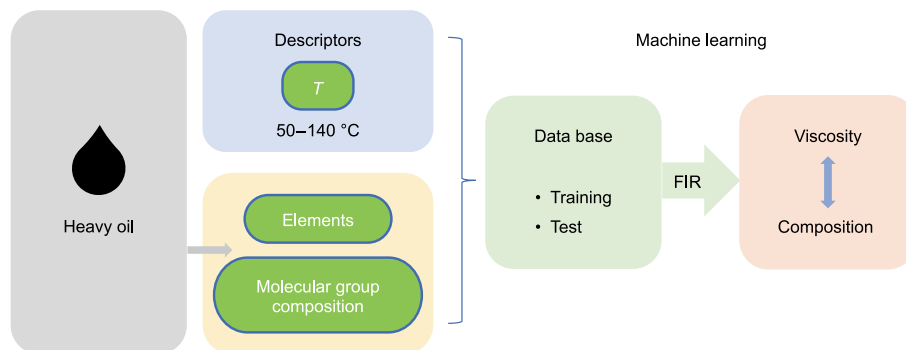 Heavy oil
Descriptors
T
50–140 °C
Elements
Molecular group
composition
Machine learning
Data base
• Training
• Test
FIR
Viscosity
Composition